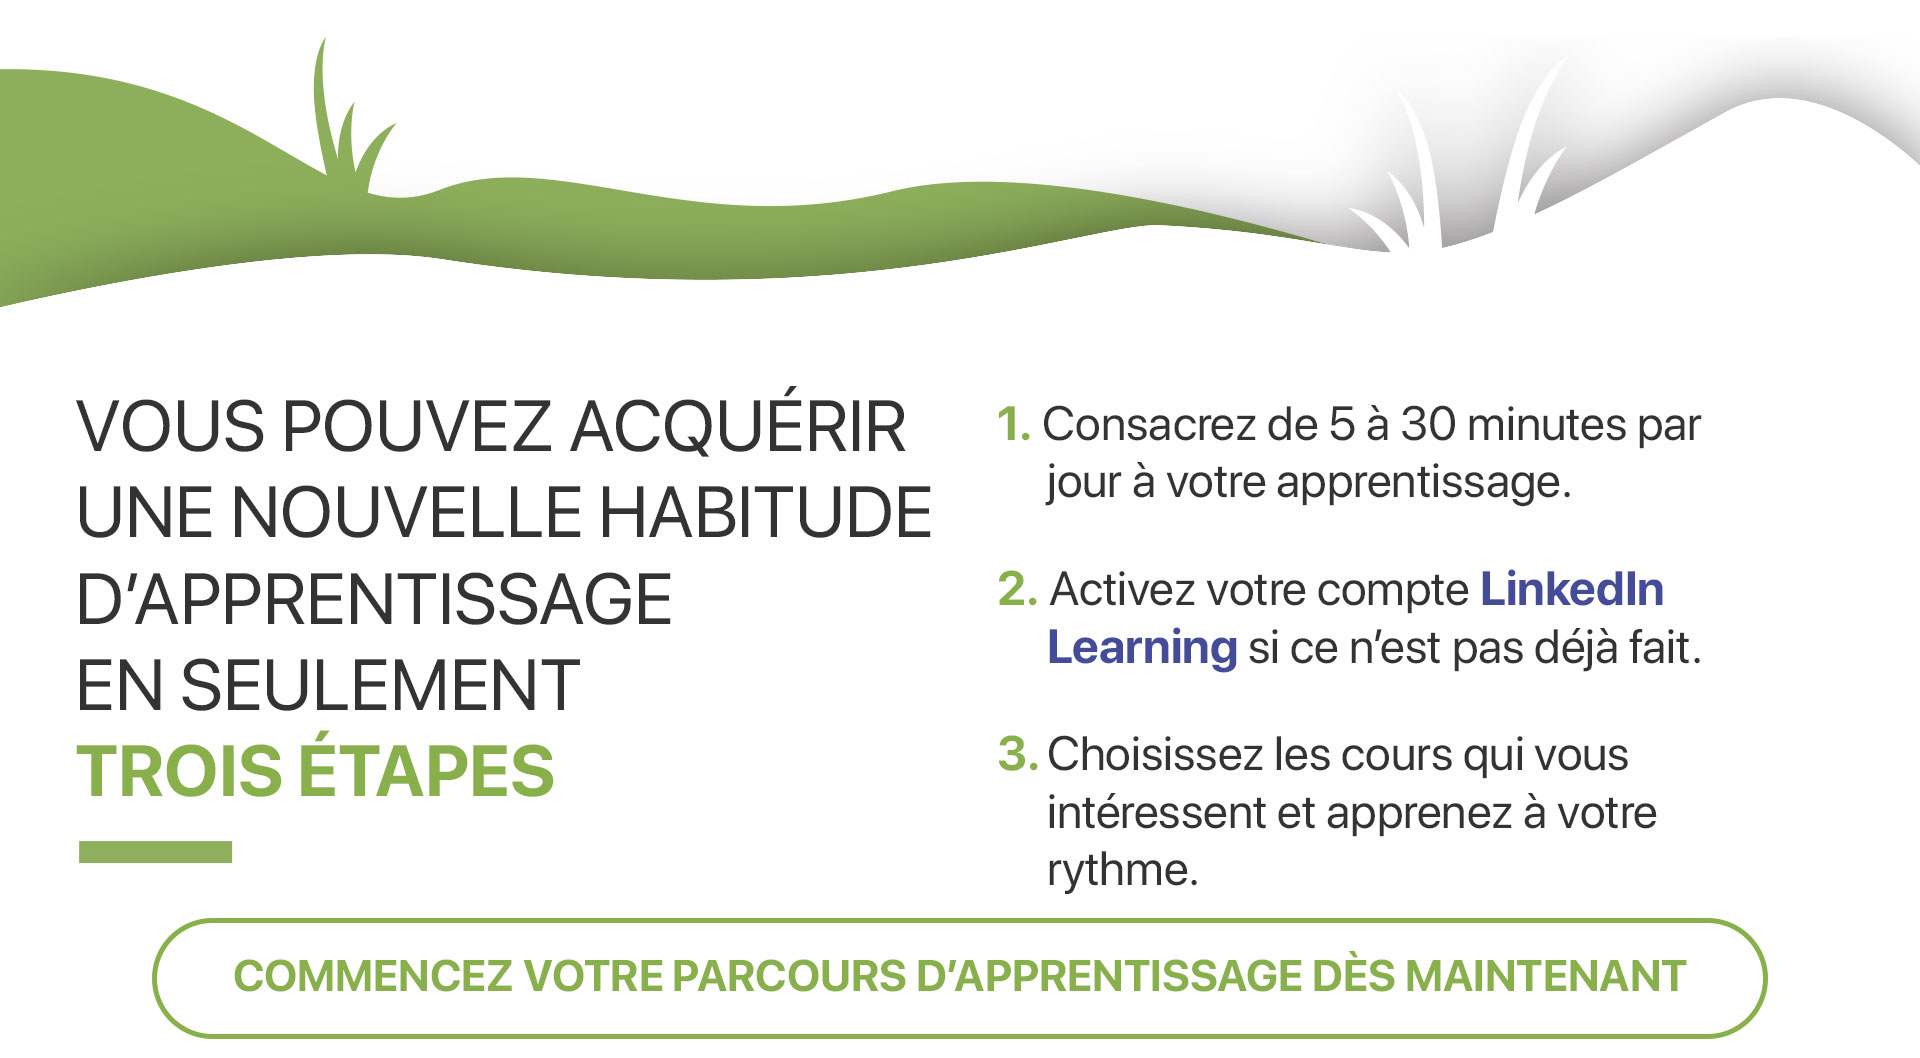 VOUS POUVEZ ACQUÉRIR
UNE NOUVELLE HABITUDE
D’APPRENTISSAGE
EN SEULEMENT
TROIS ÉTAPES
1. Consacrez de 5 à 30 minutes par
jour à votre apprentissage.
2. Activez votre compte LinkedIn
Learning si ce n’est pas déjà fait.
3. Choisissez les cours qui vous
intéressent et apprenez à votre
rythme.
COMMENCEZ VOTRE PARCOURS D’APPRENTISSAGE DÈS MAINTENANT